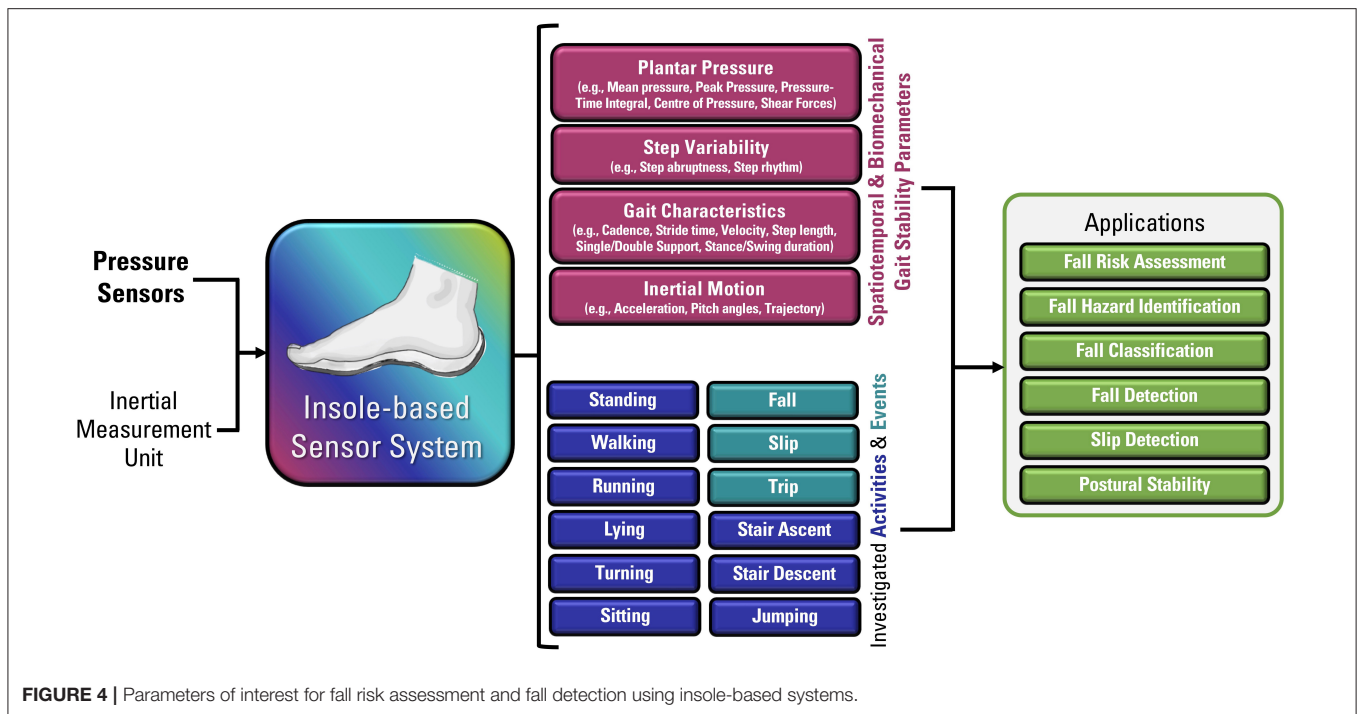 Pressure
Sensors
Inertial
Measurement
Unit
Insole-based
Sensor System
Plantar Pressure
(e.g., Mean pressure, Peak Pressure, Pressure-
Time Integral, Centre of Pressure, Shear Forces)
Step Variability
(e.g., Step abruptness, Step rhythm)
Gait Characteristics
(e.g., Cadence, Stride time, Velocity, Step length,
Single/Double Support, Stance/Swing duration)
Inertial Motion
(e.g., Acceleration, Pitch angles, Trajectory)
Spatiotemporal & Biomechanical
Gait Stability Parameters
Standing
Walking
Running
Lying
Turning
Sitting
Fall
Slip
Trip
Stair Ascent
Stair Descent
Jumping
Investigated Activities & Events
Applications
Fall Risk Assessment
Fall Hazard Identification
Fall Classification
Fall Detection
Slip Detection
Postural Stability
FIGURE 4 | Parameters of interest for fall risk assessment and fall detection using insole-based systems.